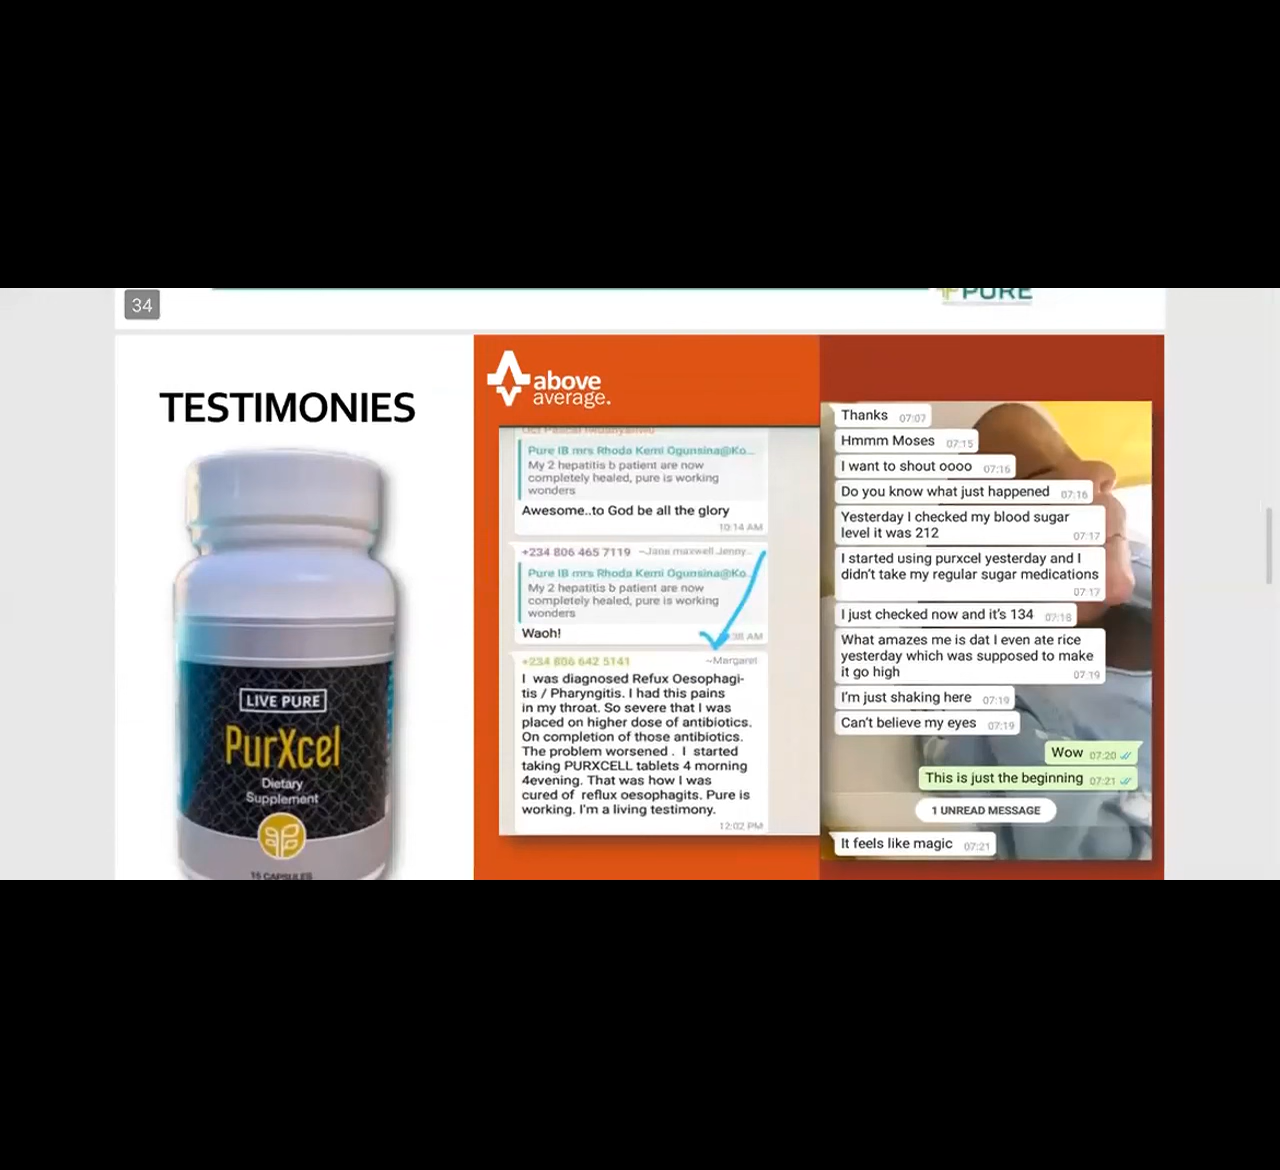 34
PURE
TESTIMONIES
LIVE PURE
PurXcel
Dietary
Supplement
15 CAPSULES
above
average.
Pure IB mrs Rhoda Kemi Ogunsina@Ko...
My 2 hepatitis b patient are now
completely healed, pure is working
wonders
Awesome..to God be all the glory
10:14 AM
+234 806 465 7119 ~Jana maxwell Jenny...
Pure IB mrs Rhoda Kemi Ogunsina@Ko...
My 2 hepatitis b patient are now
completely healed, pure is working
wonders
Waoh!
:38 AM
+234 806 642 5141 ~Margaret
I was diagnosed Refux Oesophagi-
tis / Pharyngitis. I had this pains
in my throat. So severe that I was
placed on higher dose of antibiotics.
On completion of those antibiotics.
The problem worsened . I started
taking PURXCELL tablets 4 morning
4evening. That was how I was
cured of reflux oesophagits. Pure is
working. I'm a living testimony.
12:02 PM
Thanks 07:07
Hmmm Moses 07:15
I want to shout oooo 07:16
Do you know what just happened 07:16
Yesterday I checked my blood sugar
level it was 212 07:17
I started using purxcel yesterday and I
didn't take my regular sugar medications
07:17
I just checked now and it's 134 07:18
What amazes me is dat I even ate rice
yesterday which was supposed to make
it go high 07:19
I'm just shaking here 07:19
Can't believe my eyes 07:19
Wow 07:20
This is just the beginning 07:21
1 UNREAD MESSAGE
It feels like magic 07:21